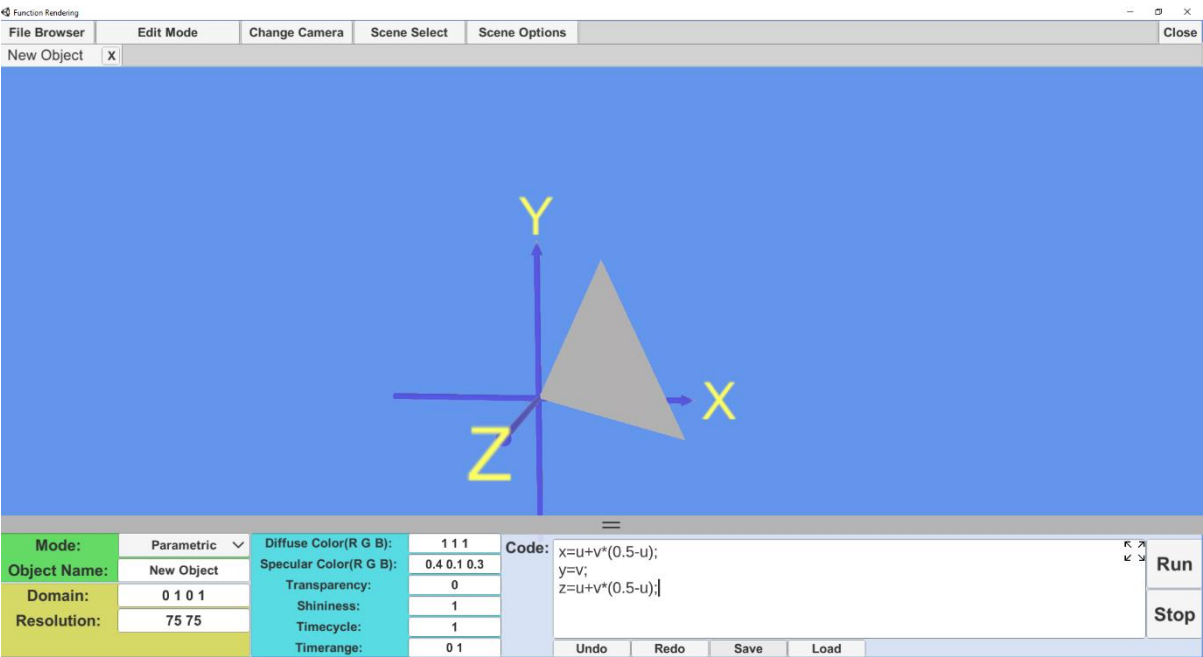 Function Rendering
File Browser Edit Mode Change Camera Scene Select Scene Options Close
New Object X
Y
X
Z
Mode: Parametric
Object Name: New Object
Domain: 0 1 0 1
Resolution: 75 75
Diffuse Color(R G B): 1 1 1
Specular Color(R G B): 0.4 0.1 0.3
Transparency: 0
Shininess: 1
Timecycle: 1
Timerange: 0 1
Code:
x=u+v*(0.5-u);
y=v;
z=u+v*(0.5-u);
Run
Stop
Undo Redo Save Load